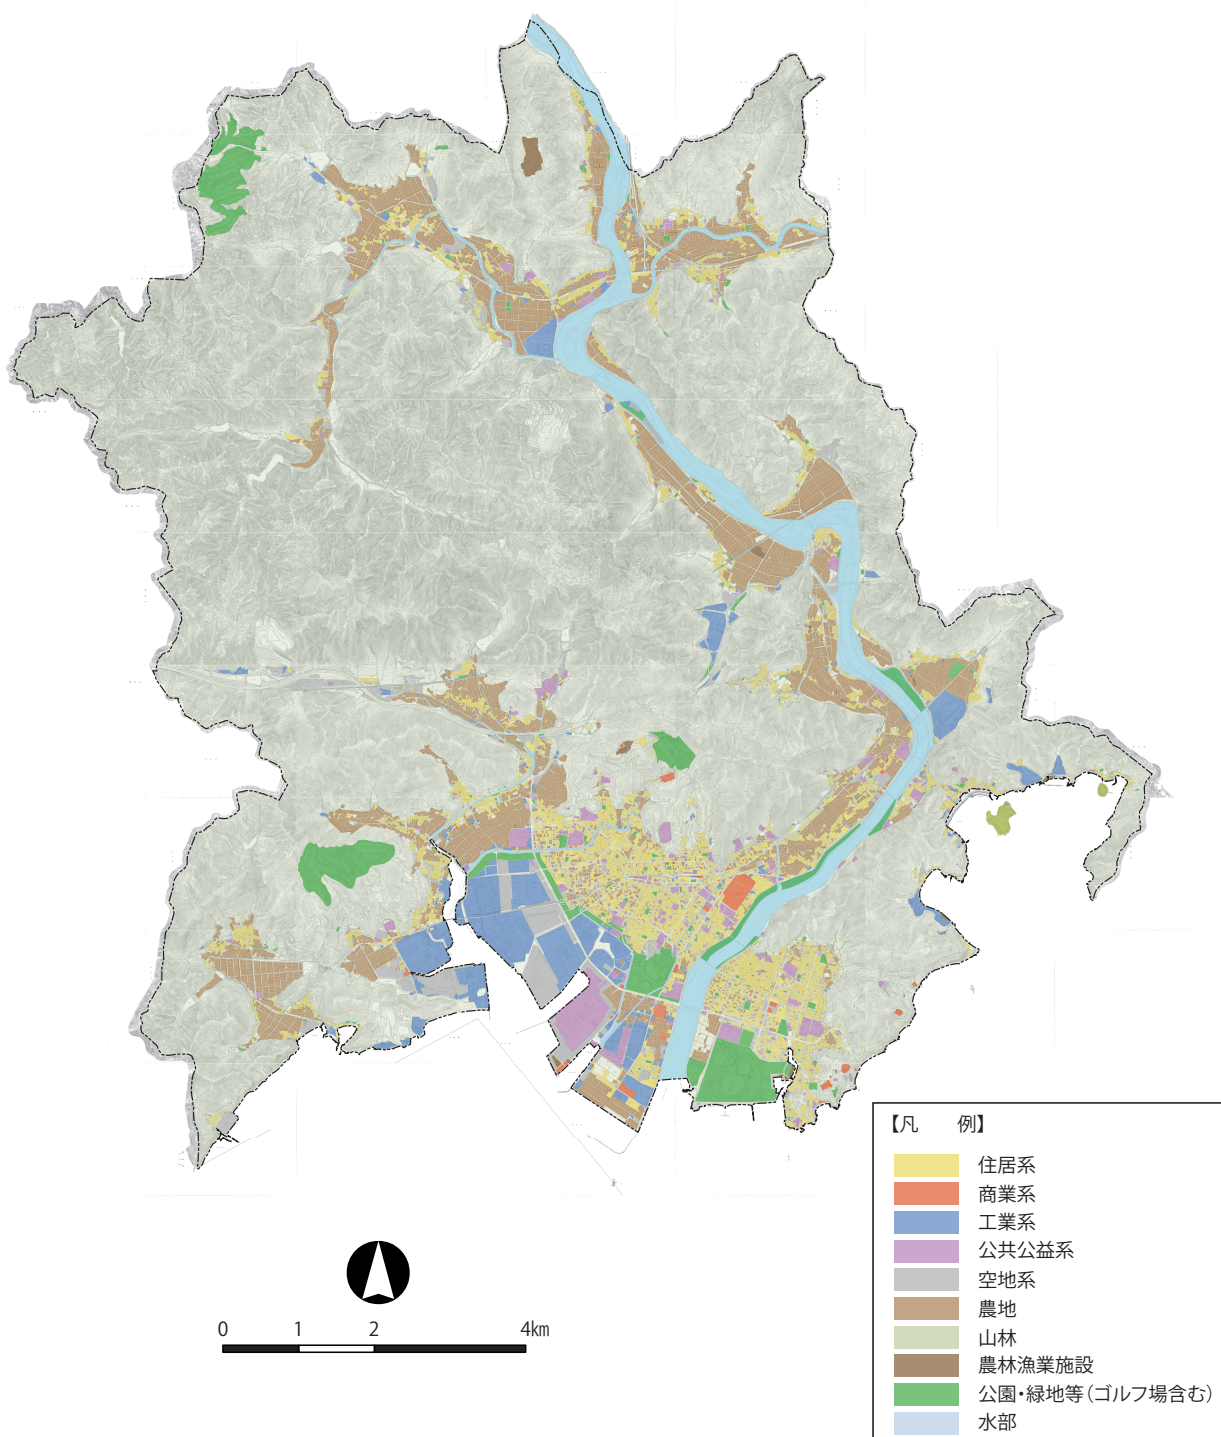 【凡　例】
住居系
商業系
工業系
公共公益系
空地系
農地
山林
農林漁業施設
公園・緑地等(ゴルフ場含む)
水部
0 1 2 4km